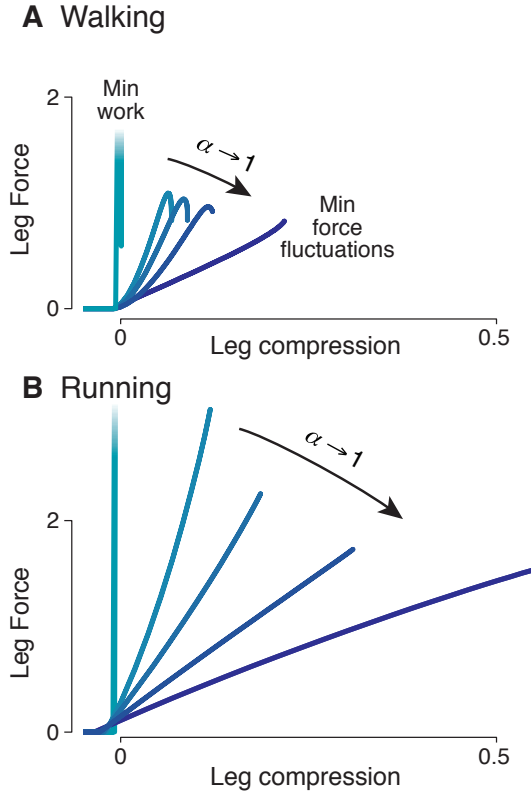 A Walking
Min
work
2
α → 1
Leg Force
Min
force
fluctuations
0
0
0.5
Leg compression
B Running
α → 1
2
Leg Force
0
0
0.5
Leg compression